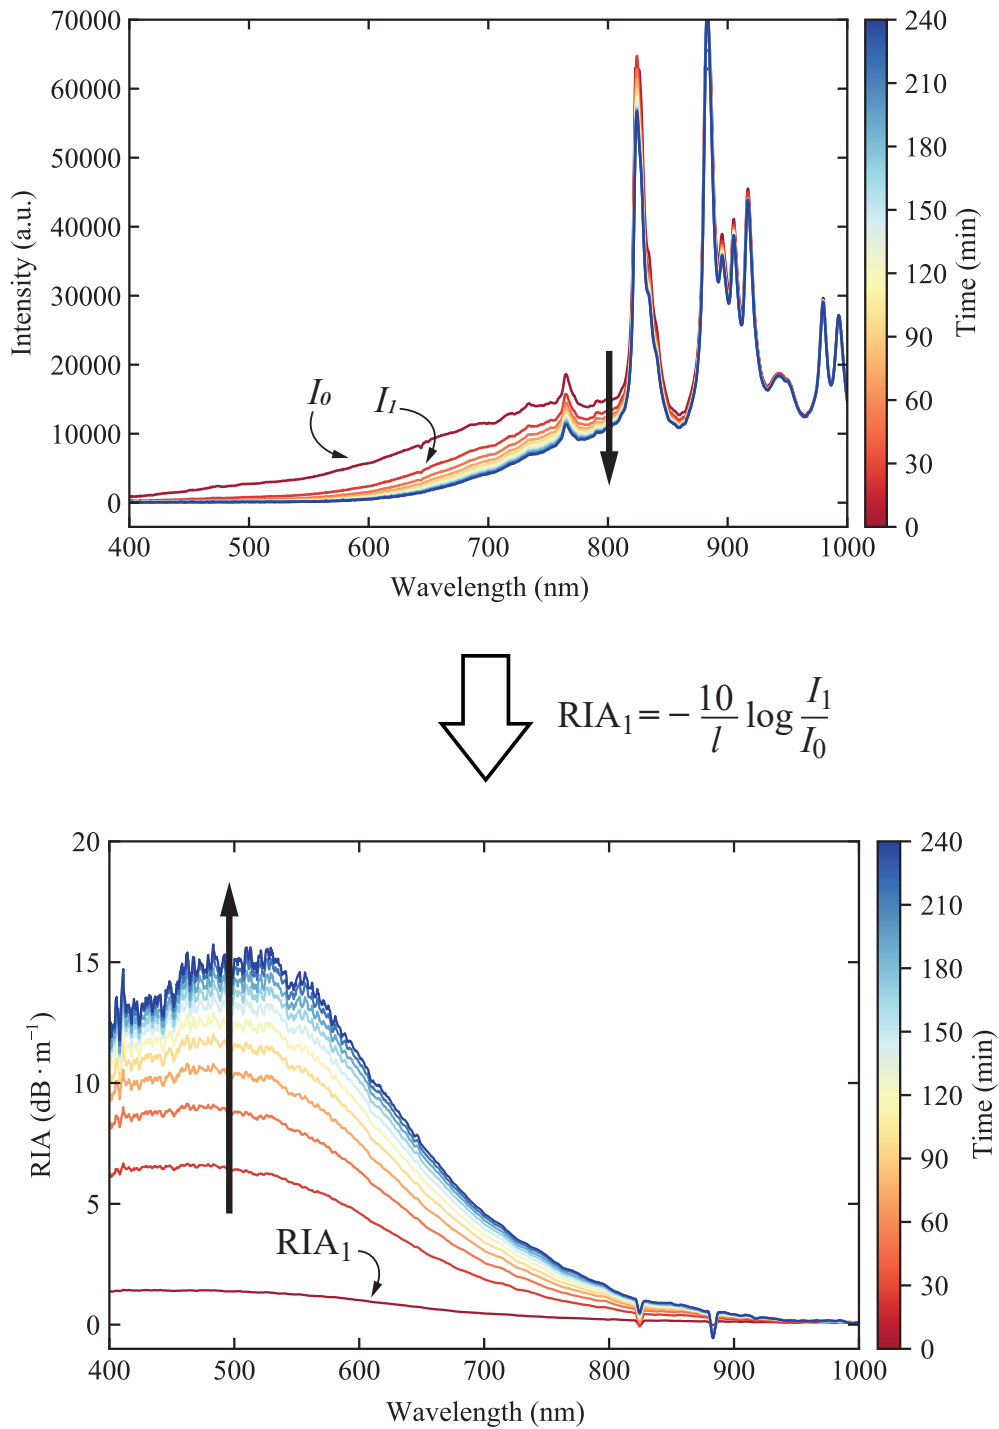 70000
60000
50000
40000
30000
20000
10000
0
Intensity (a.u.)
I0
I1
400 500 600 700 800 900 1000
Wavelength (nm)
240
210
180
150
120
90
60
30
0
Time (min)
RIA1 = − 10/l log I1/I0
20
15
10
5
0
RIA (dB · m−1)
RIA1
400 500 600 700 800 900 1000
Wavelength (nm)
240
210
180
150
120
90
60
30
0
Time (min)